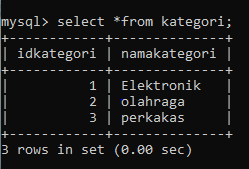 mysql> select *from kategori;
+------------+--------------+
| idkategori | namakategori |
+------------+--------------+
|          1 | Elektronik   |
|          2 | olahraga     |
|          3 | perkakas     |
+------------+--------------+
3 rows in set (0.00 sec)